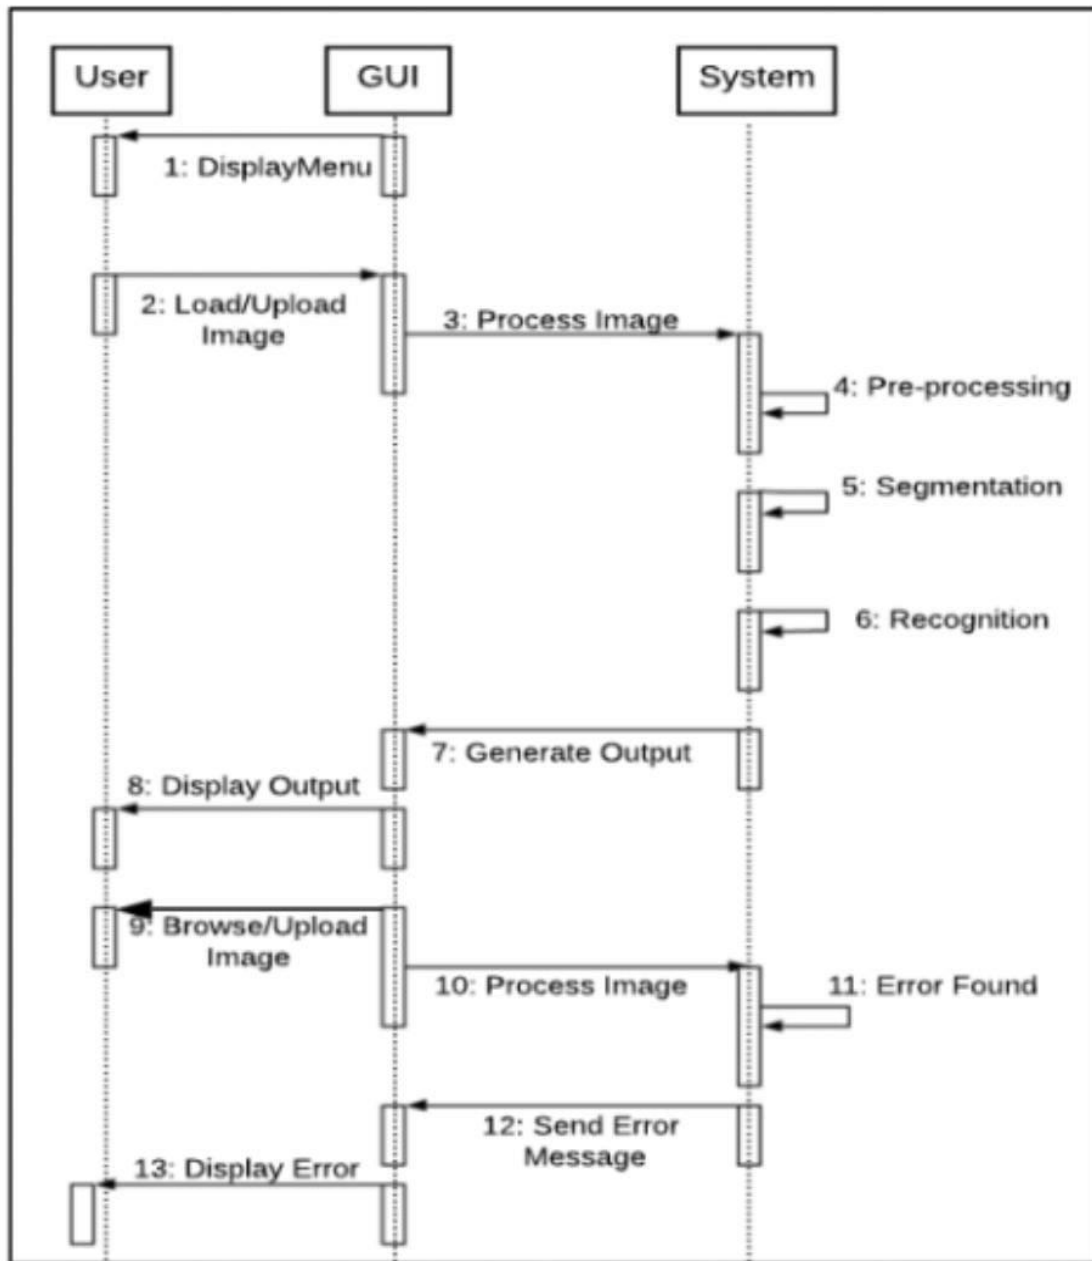 User
GUI
System
1: DisplayMenu
2: Load/Upload
Image
3: Process Image
4: Pre-processing
5: Segmentation
6: Recognition
7: Generate Output
8: Display Output
9: Browse/Upload
Image
10: Process Image
11: Error Found
12: Send Error
Message
13: Display Error